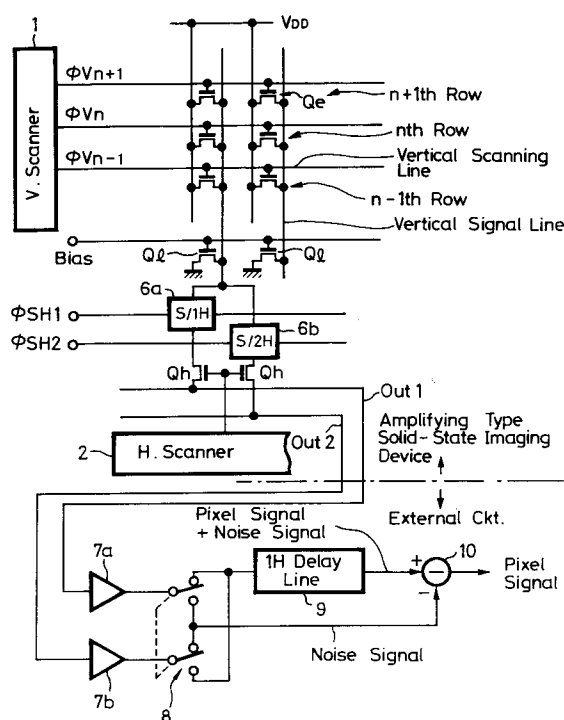 1
V. Scanner
VDD
ΦVn+1
ΦVn
ΦVn-1
Qe
n+1th Row
nth Row
Vertical Scanning
Line
n-1th Row
Vertical Signal Line
Bias
Qℓ
Qℓ
6a
ΦSH1
S/1H
6b
ΦSH2
S/2H
Qh
Qh
Out 1
Out 2
2
H. Scanner
Amplifying Type
Solid-State Imaging
Device
External Ckt.
Pixel Signal
+ Noise Signal
7a
1H Delay
Line
9
+
-
10
Pixel
Signal
Noise Signal
7b
8